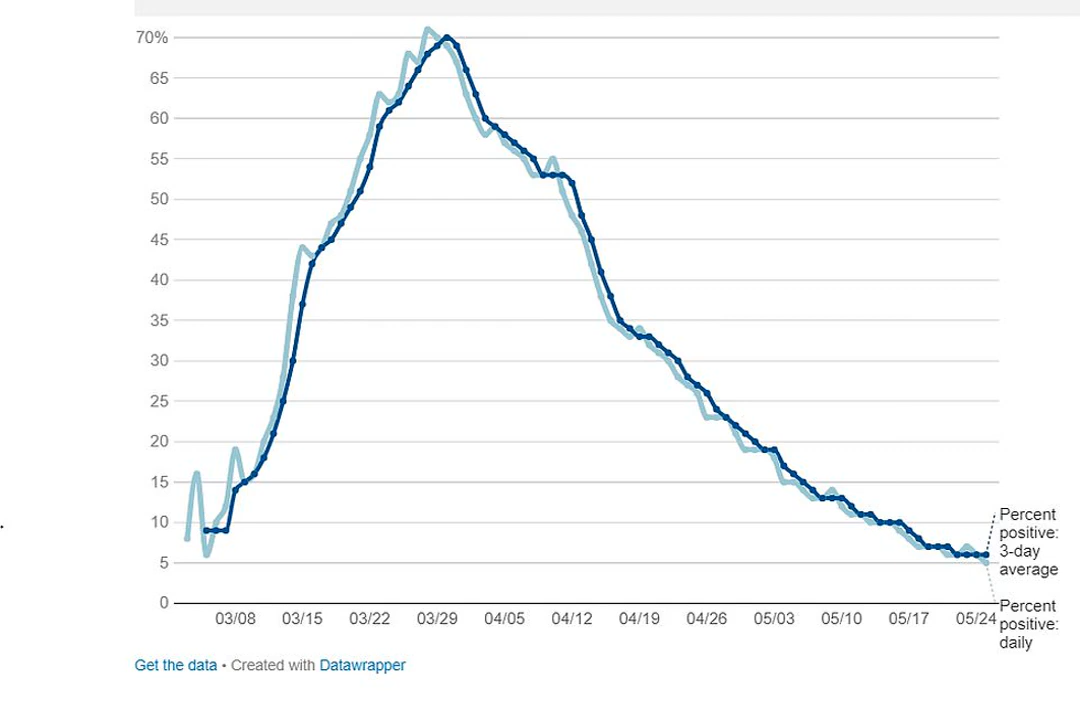 70%
65
60
55
50
45
40
35
30
25
20
15
10
5
0
03/08 03/15 03/22 03/29 04/05 04/12 04/19 04/26 05/03 05/10 05/17 05/24
Percent
positive:
3-day
average
Percent
positive:
daily
.
Get the data • Created with Datawrapper